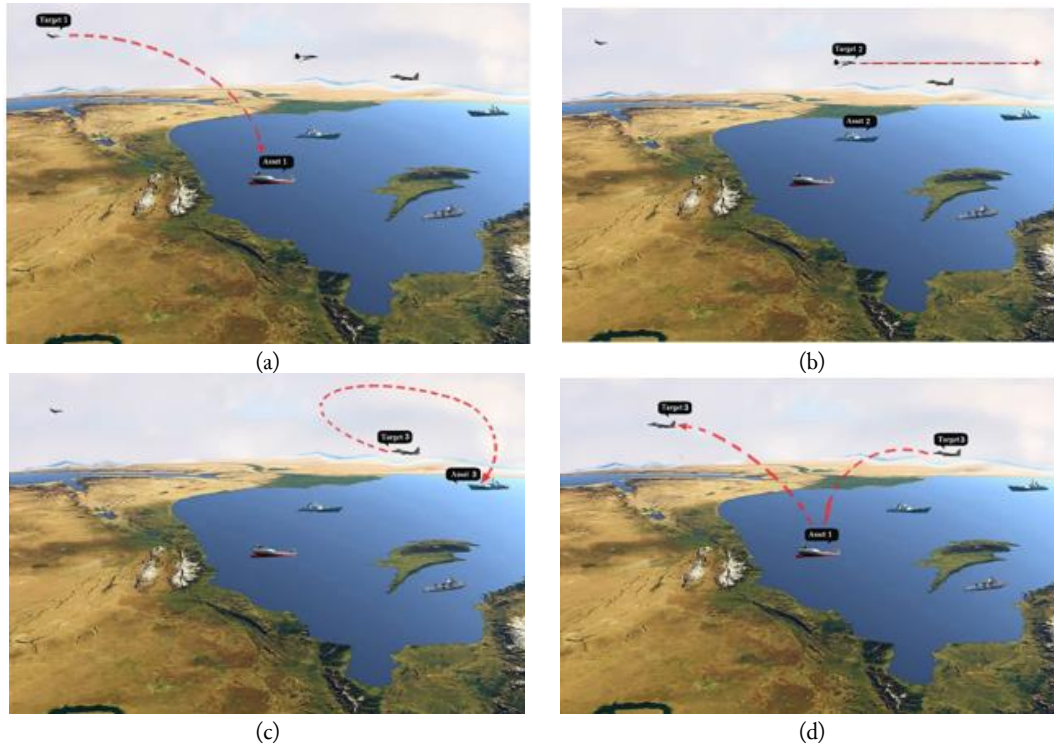 Target 1
Asset 1
(a)
Target 2
Asset 2
(b)
Target 3
Asset 3
(c)
Target 3
Target 3
Asset 1
(d)